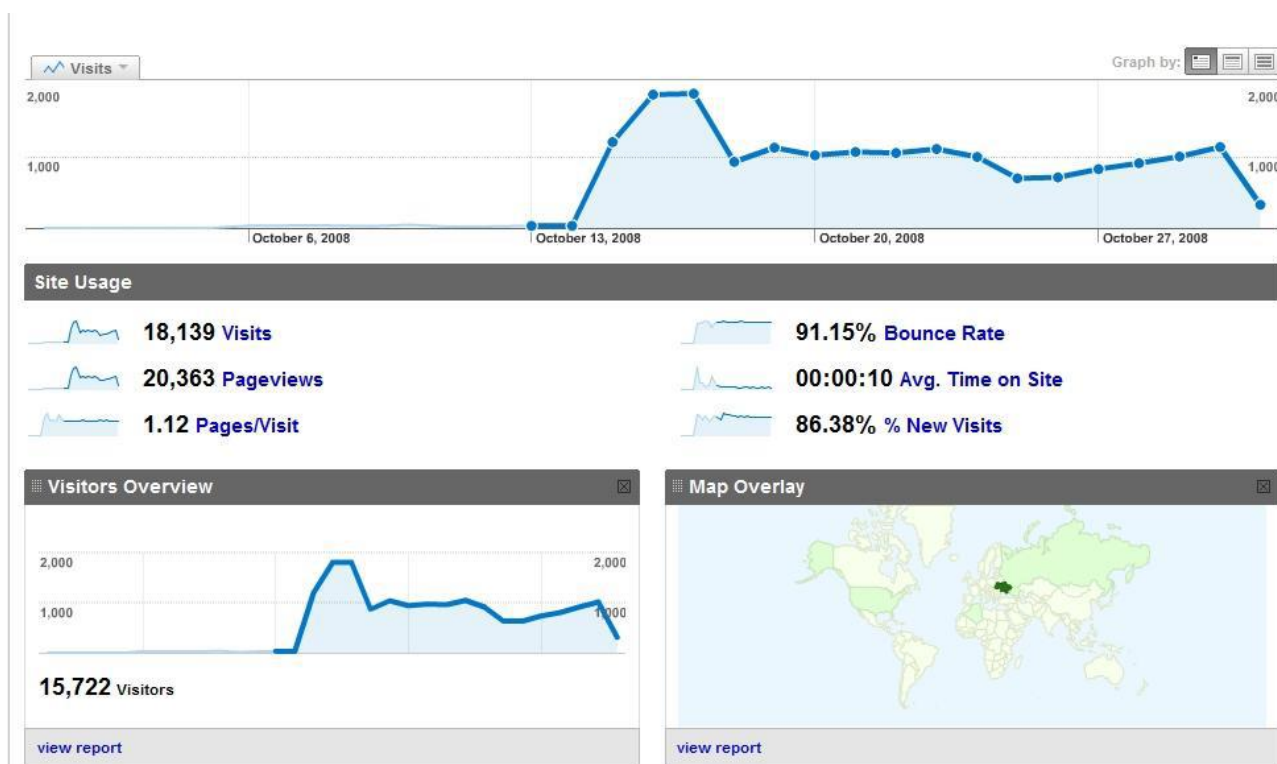 Visits
Graph by:
2,000 2,000
1,000 1,000
October 6, 2008 October 13, 2008 October 20, 2008 October 27, 2008
Site Usage
18,139 Visits
91.15% Bounce Rate
20,363 Pageviews
00:00:10 Avg. Time on Site
1.12 Pages/Visit
86.38% % New Visits
Visitors Overview
2,000 2,000
1,000 1,000
15,722 Visitors
view report
Map Overlay
view report